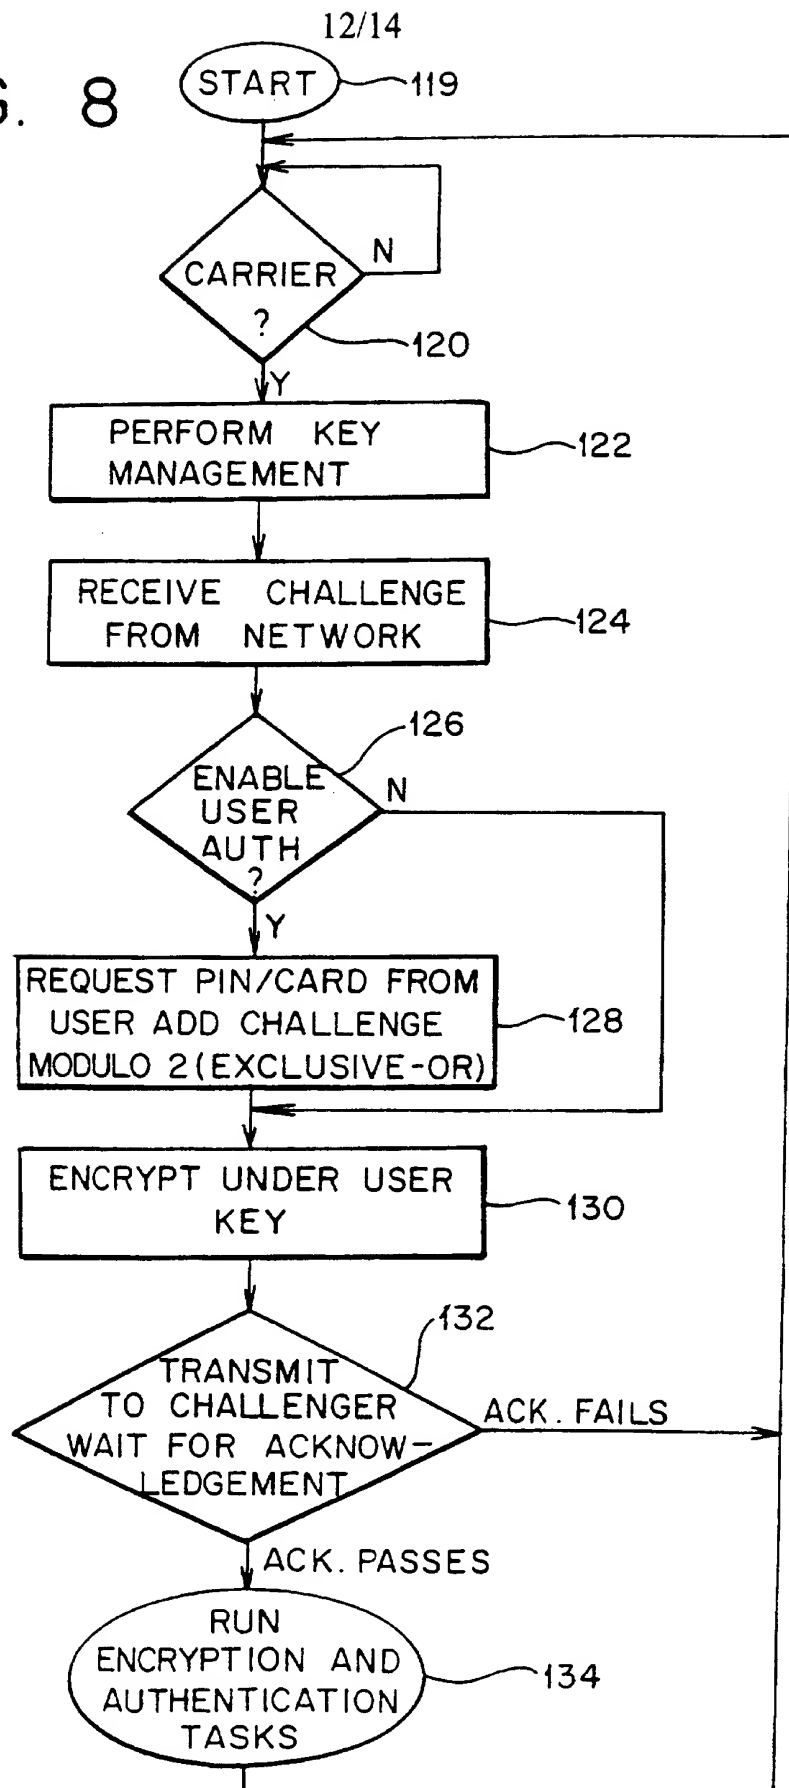 12/14
G. 8
START
119
N
CARRIER
?
120
Y
PERFORM KEY
MANAGEMENT
122
RECEIVE CHALLENGE
FROM NETWORK
124
126
ENABLE
USER
AUTH
?
N
Y
REQUEST PIN/CARD FROM
USER ADD CHALLENGE
MODULO 2 (EXCLUSIVE-OR)
128
ENCRYPT UNDER USER
KEY
130
132
TRANSMIT
TO CHALLENGER
WAIT FOR ACKNOW-
LEDGEMENT
ACK. FAILS
ACK. PASSES
RUN
ENCRYPTION AND
AUTHENTICATION
TASKS
134